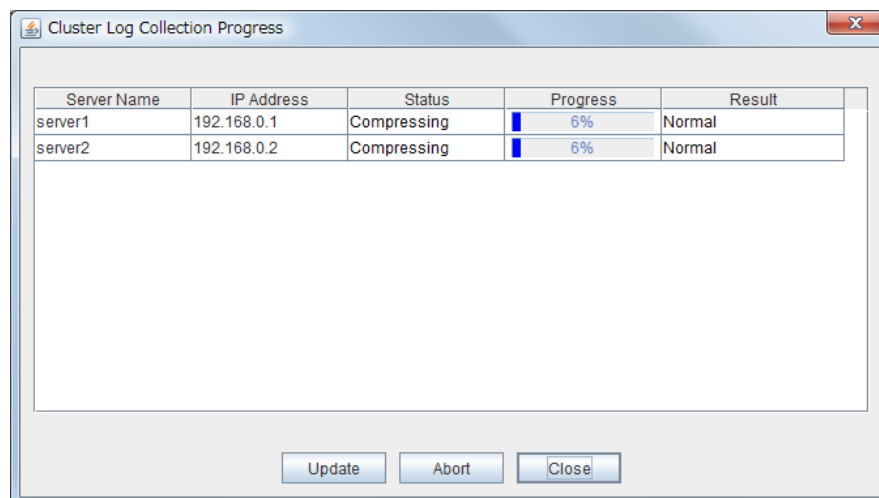 Cluster Log Collection Progress
Server Name IP Address Status Progress Result
server1 192.168.0.1 Compressing 6% Normal
server2 192.168.0.2 Compressing 6% Normal
Update Abort Close